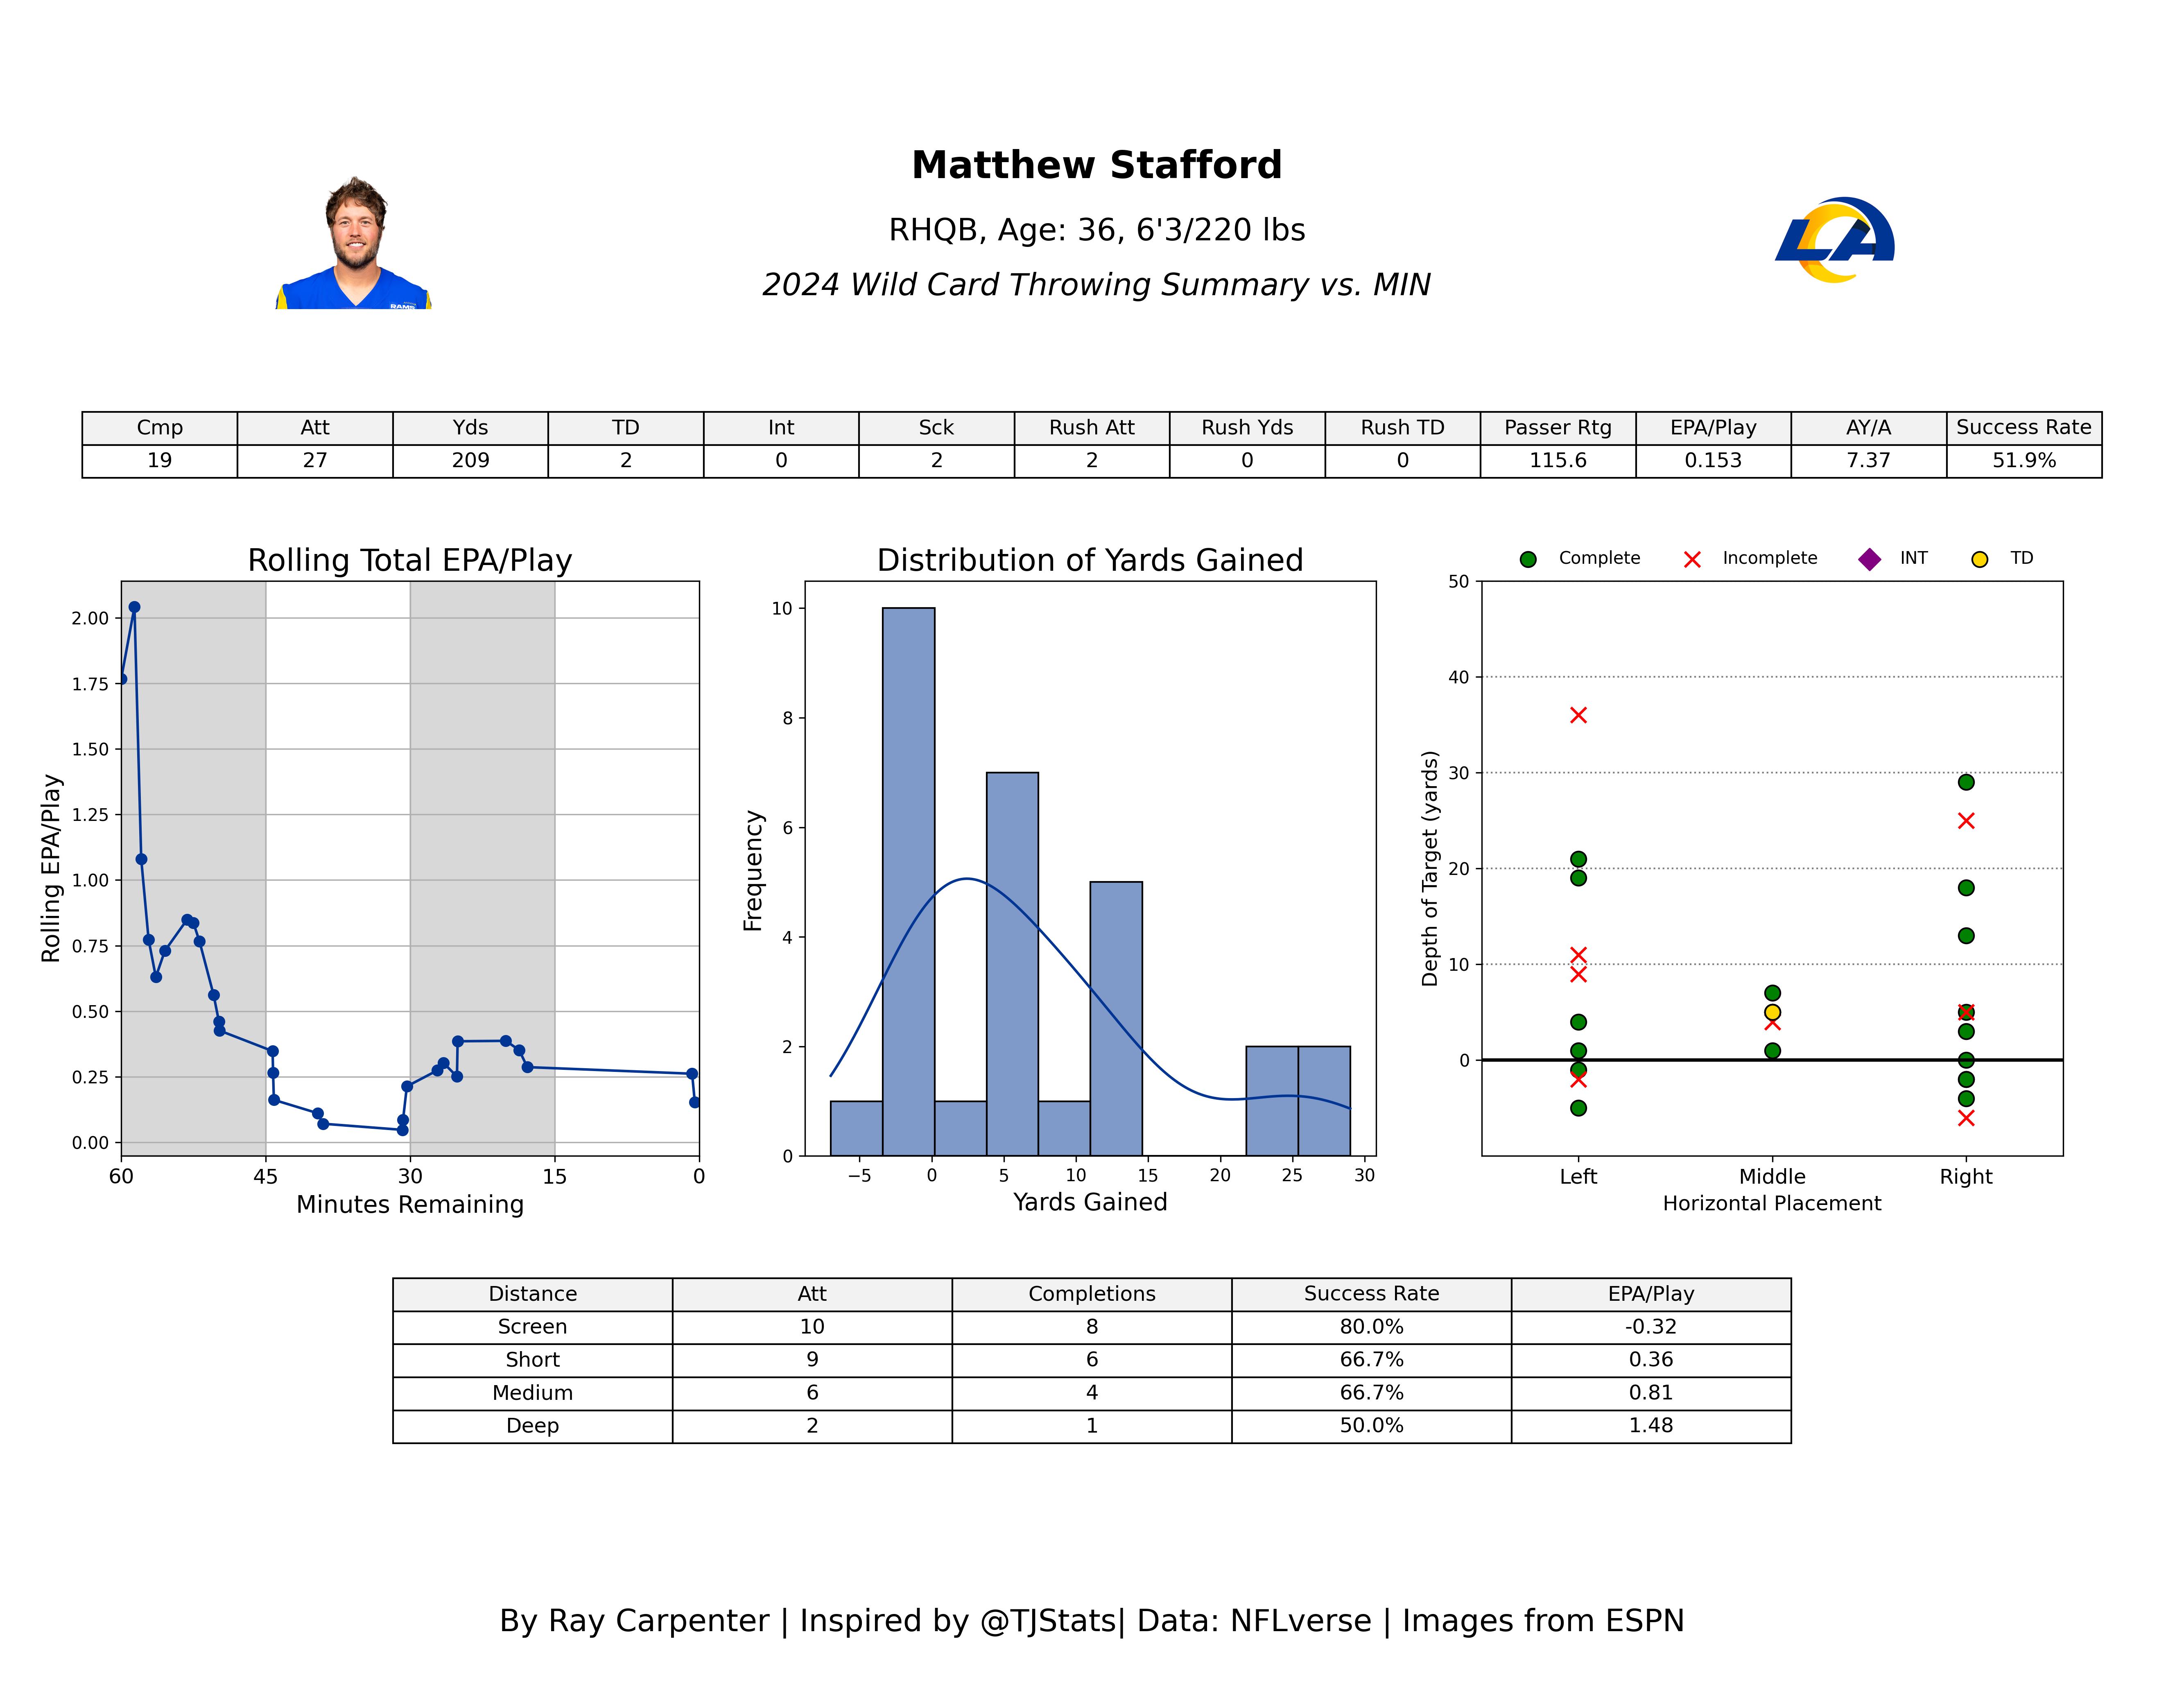 Matthew Stafford
RHQB, Age: 36, 6'3/220 lbs
2024 Wild Card Throwing Summary vs. MIN
RAMS
LA
Cmp Att Yds TD Int Sck Rush Att Rush Yds Rush TD Passer Rtg EPA/Play AY/A Success Rate
19 27 209 2 0 2 2 0 0 115.6 0.153 7.37 51.9%
Rolling Total EPA/Play
Rolling EPA/Play
2.00
1.75
1.50
1.25
1.00
0.75
0.50
0.25
0.00
60 45 30 15 0
Minutes Remaining
Distribution of Yards Gained
Frequency
10
8
6
4
2
0
−5 0 5 10 15 20 25 30
Yards Gained
Complete Incomplete INT TD
Depth of Target (yards)
50
40
30
20
10
0
Left Middle Right
Horizontal Placement
Distance Att Completions Success Rate EPA/Play
Screen 10 8 80.0% -0.32
Short 9 6 66.7% 0.36
Medium 6 4 66.7% 0.81
Deep 2 1 50.0% 1.48
By Ray Carpenter | Inspired by @TJStats| Data: NFLverse | Images from ESPN